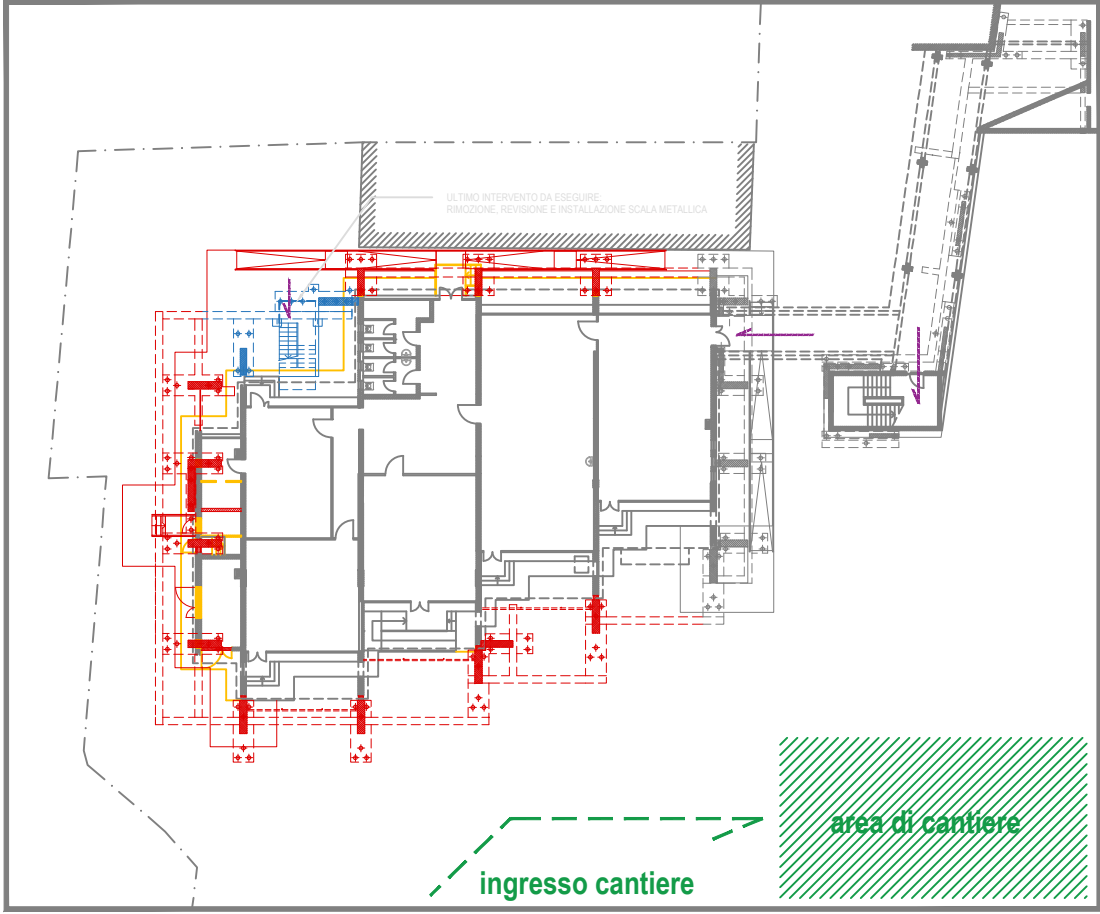 ULTIMO INTERVENTO DA ESEGUIRE:
RIMOZIONE, REVISIONE E INSTALLAZIONE SCALA METALLICA
area di cantiere
ingresso cantiere